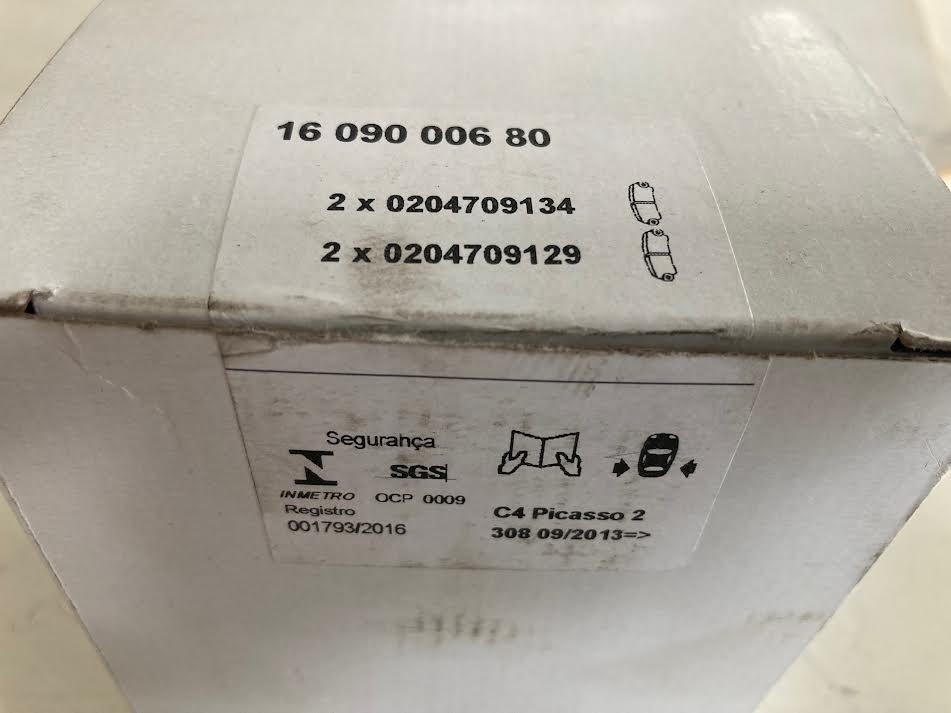 16 090 006 80
2 x 0204709134
2 x 0204709129
Segurança
SGS
INMETRO OCP 0009
Registro
001793/2016
C4 Picasso 2
308 09/2013=>